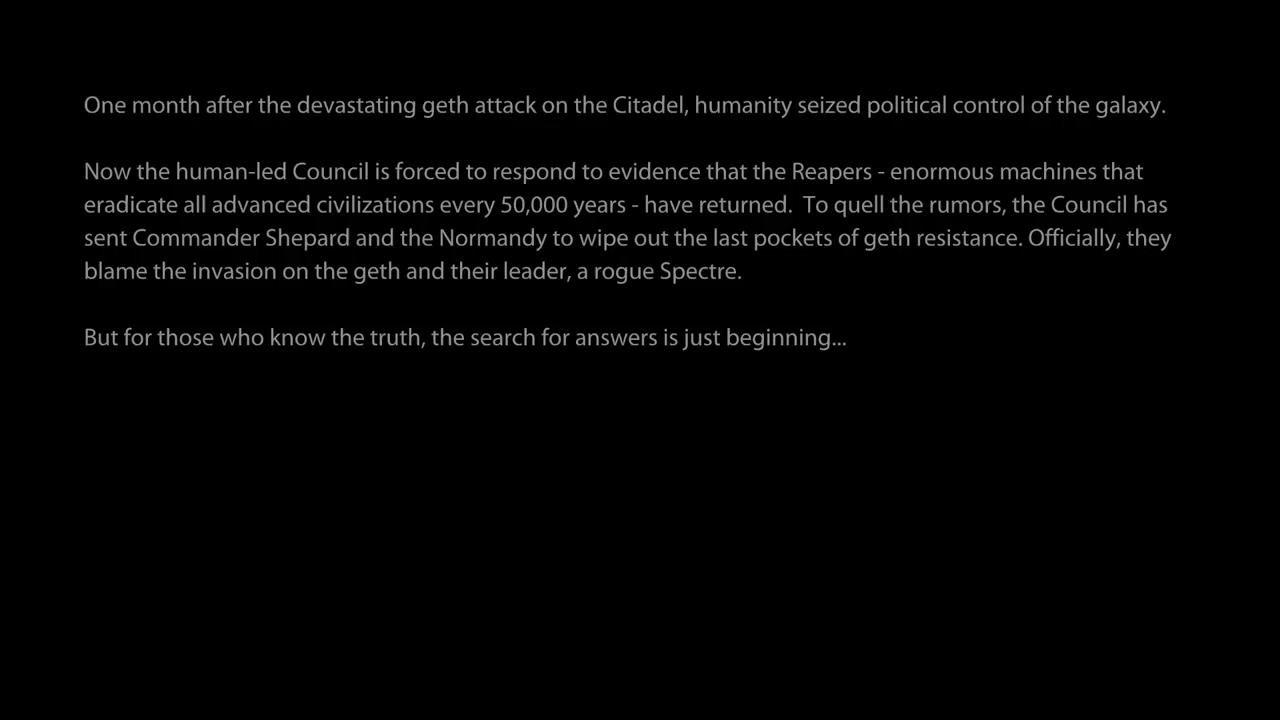 One month after the devastating geth attack on the Citadel, humanity seized political control of the galaxy.
Now the human-led Council is forced to respond to evidence that the Reapers - enormous machines that
eradicate all advanced civilizations every 50,000 years - have returned.  To quell the rumors, the Council has
sent Commander Shepard and the Normandy to wipe out the last pockets of geth resistance. Officially, they
blame the invasion on the geth and their leader, a rogue Spectre.
But for those who know the truth, the search for answers is just beginning...